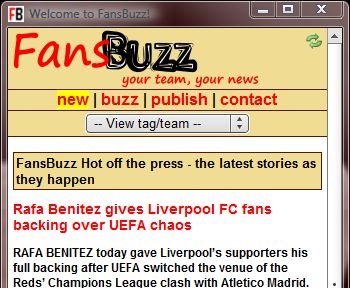 FB Welcome to FansBuzz!
FansBuzz
your team, your news
new | buzz | publish | contact
-- View tag/team --
FansBuzz Hot off the press - the latest stories as
they happen
Rafa Benitez gives Liverpool FC fans
backing over UEFA chaos
RAFA BENITEZ today gave Liverpool's supporters his
full backing after UEFA switched the venue of the
Reds' Champions League clash with Atletico Madrid.